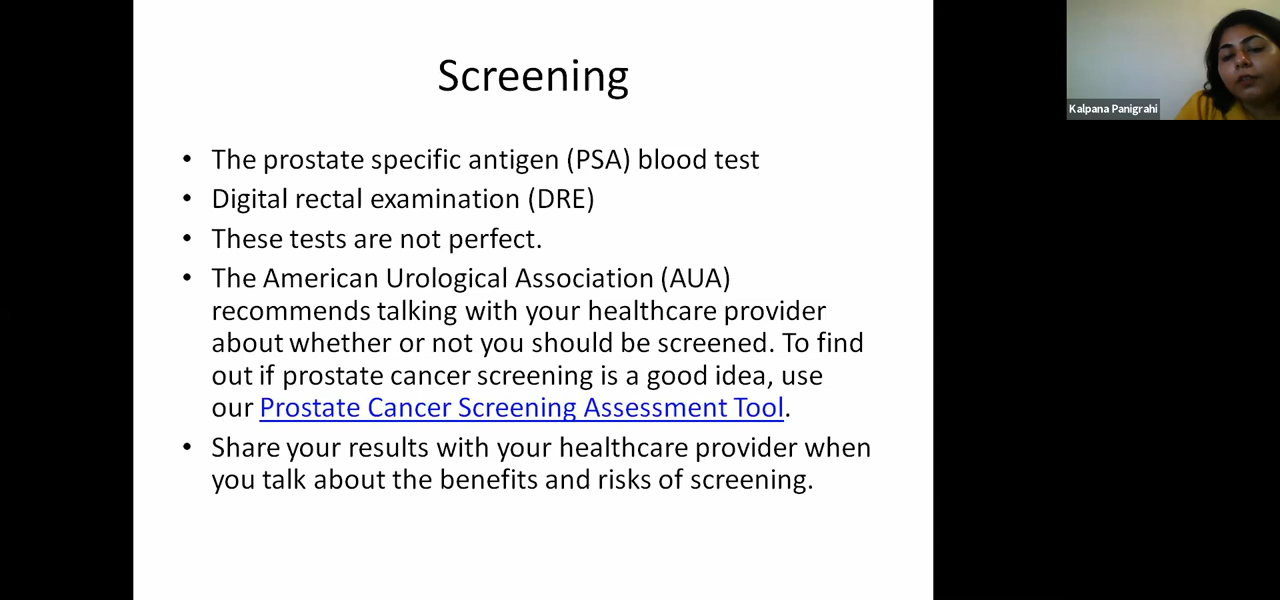 Screening
Kalpana Panigrahi
• The prostate specific antigen (PSA) blood test
• Digital rectal examination (DRE)
• These tests are not perfect.
• The American Urological Association (AUA)
recommends talking with your healthcare provider
about whether or not you should be screened. To find
out if prostate cancer screening is a good idea, use
our Prostate Cancer Screening Assessment Tool.
• Share your results with your healthcare provider when
you talk about the benefits and risks of screening.